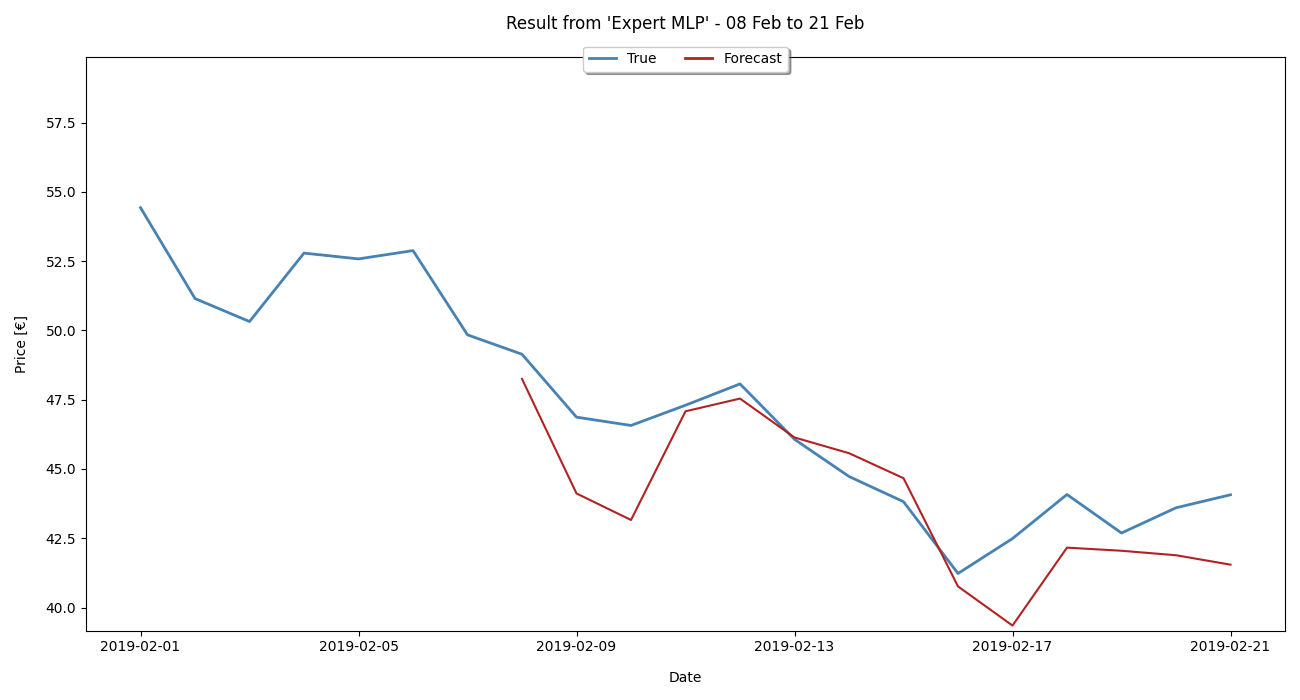 Result from 'Expert MLP' - 08 Feb to 21 Feb
True Forecast
57.5
55.0
52.5
50.0
47.5
45.0
42.5
40.0
Price [€]
2019-02-01 2019-02-05 2019-02-09 2019-02-13 2019-02-17 2019-02-21
Date